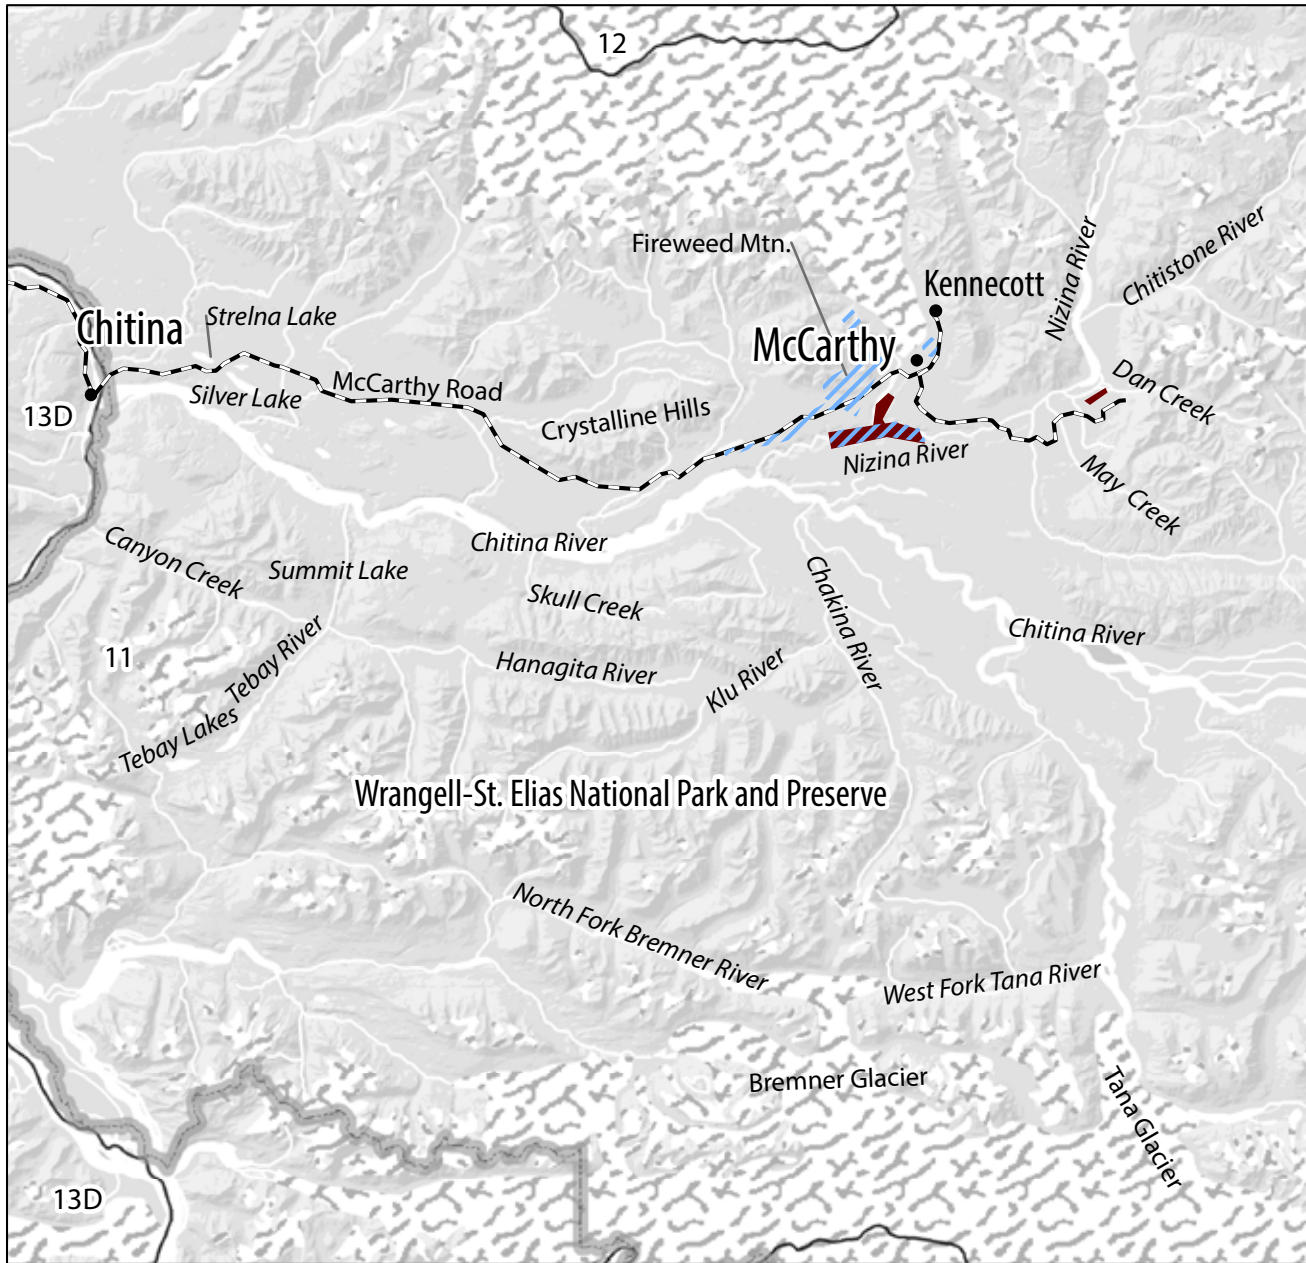 12
Fireweed Mtn.
Nizina River
Chitistone River
Kennecott
Chitina
Strelna Lake
McCarthy
Silver Lake
McCarthy Road
Dan Creek
13D
Crystalline Hills
Nizina River
May Creek
Canyon Creek
Summit Lake
Chitina River
Skull Creek
Chakina River
Chitina River
11
Tebay River
Hanagita River
Klu River
Tebay Lakes
Wrangell-St. Elias National Park and Preserve
North Fork Bremner River
West Fork Tana River
Bremner Glacier
Tana Glacier
13D